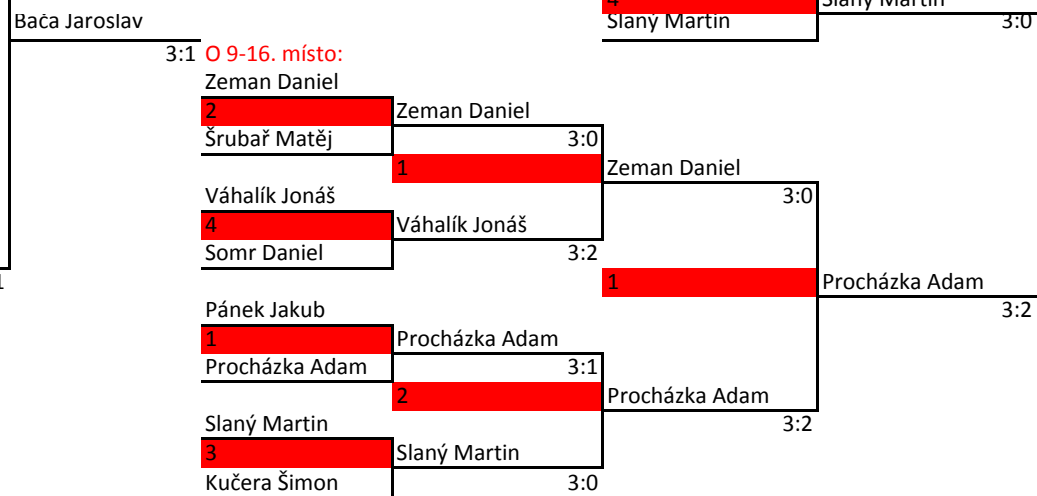 4
Slaný Martin
Bača Jaroslav
Slaný Martin
3:0
3:1
O 9-16. místo:
Zeman Daniel
2
Zeman Daniel
Šrubař Matěj
3:0
1
Zeman Daniel
Váhalík Jonáš
3:0
4
Váhalík Jonáš
Somr Daniel
3:2
1
1
Procházka Adam
Pánek Jakub
3:2
1
Procházka Adam
Procházka Adam
3:1
2
Procházka Adam
Slaný Martin
3:2
3
Slaný Martin
Kučera Šimon
3:0